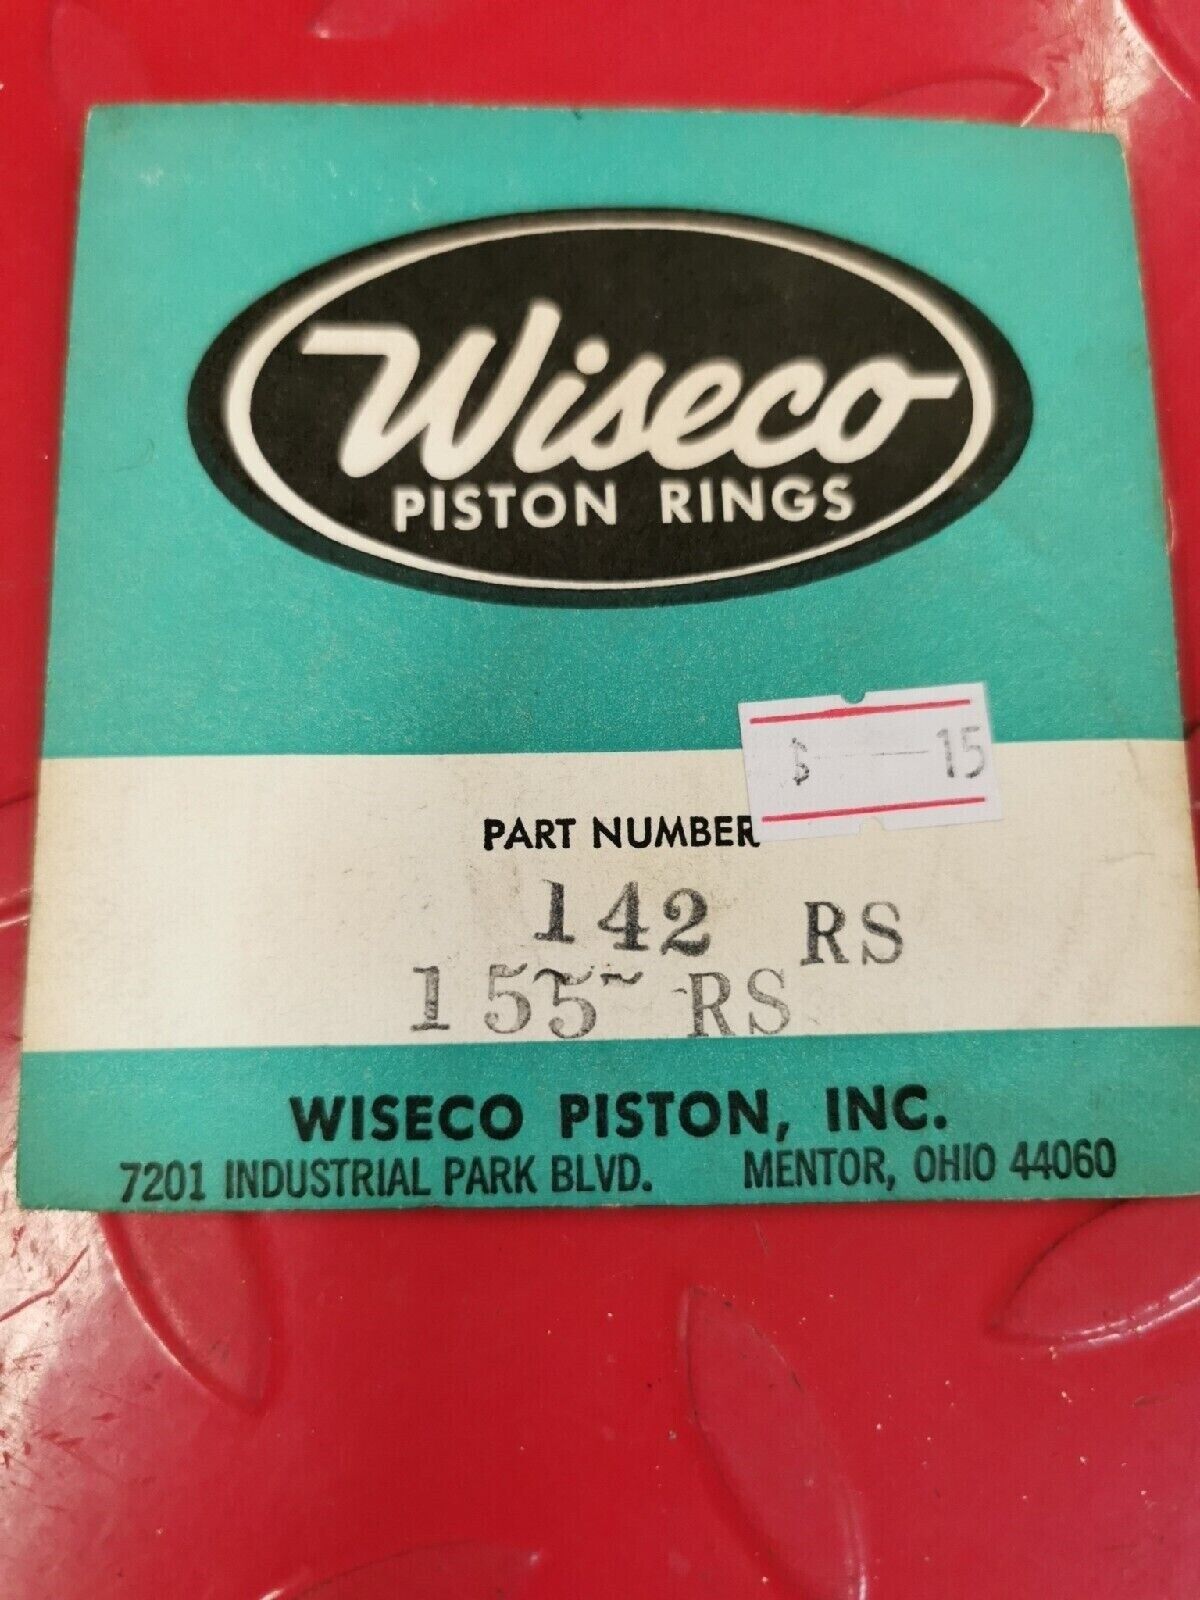 Wiseco
PISTON RINGS
$ 15
PART NUMBER
142 RS
155 RS
WISECO PISTON, INC.
7201 INDUSTRIAL PARK BLVD. MENTOR, OHIO 44060